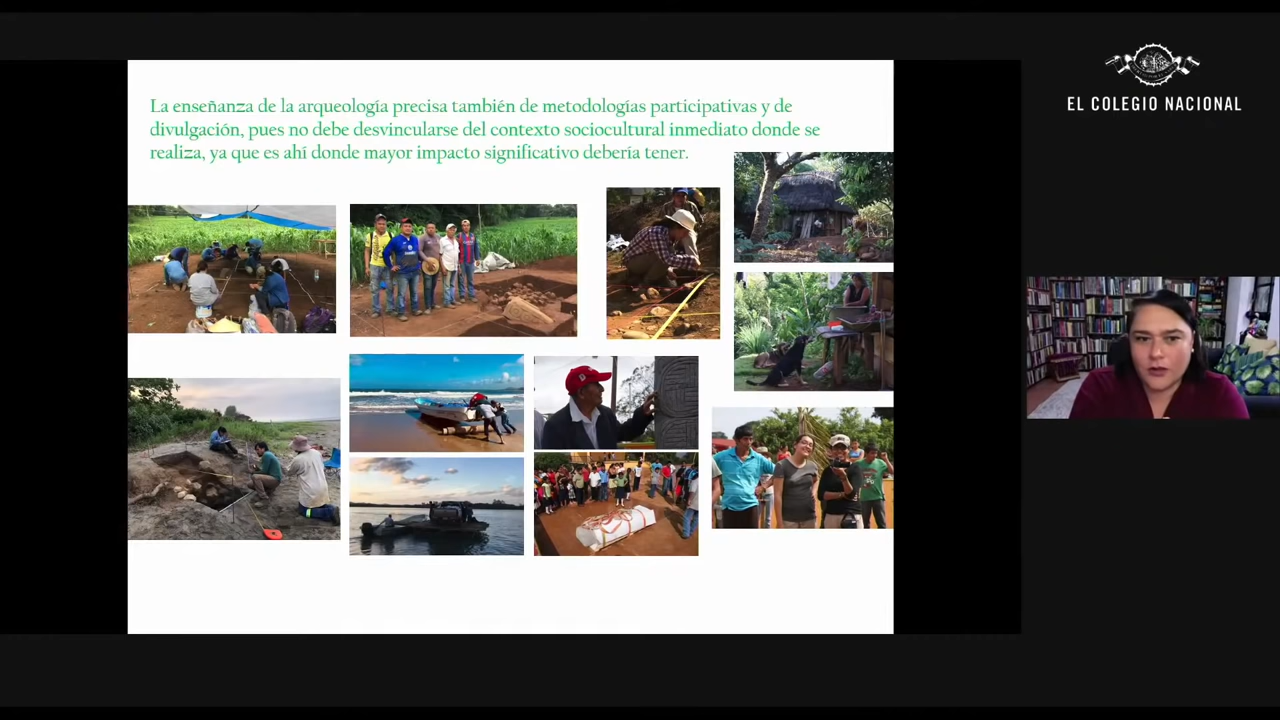 La enseñanza de la arqueología precisa también de metodologías participativas y de
divulgación, pues no debe desvincularse del contexto sociocultural inmediato donde se
realiza, ya que es ahí donde mayor impacto significativo debería tener.
EL COLEGIO NACIONAL